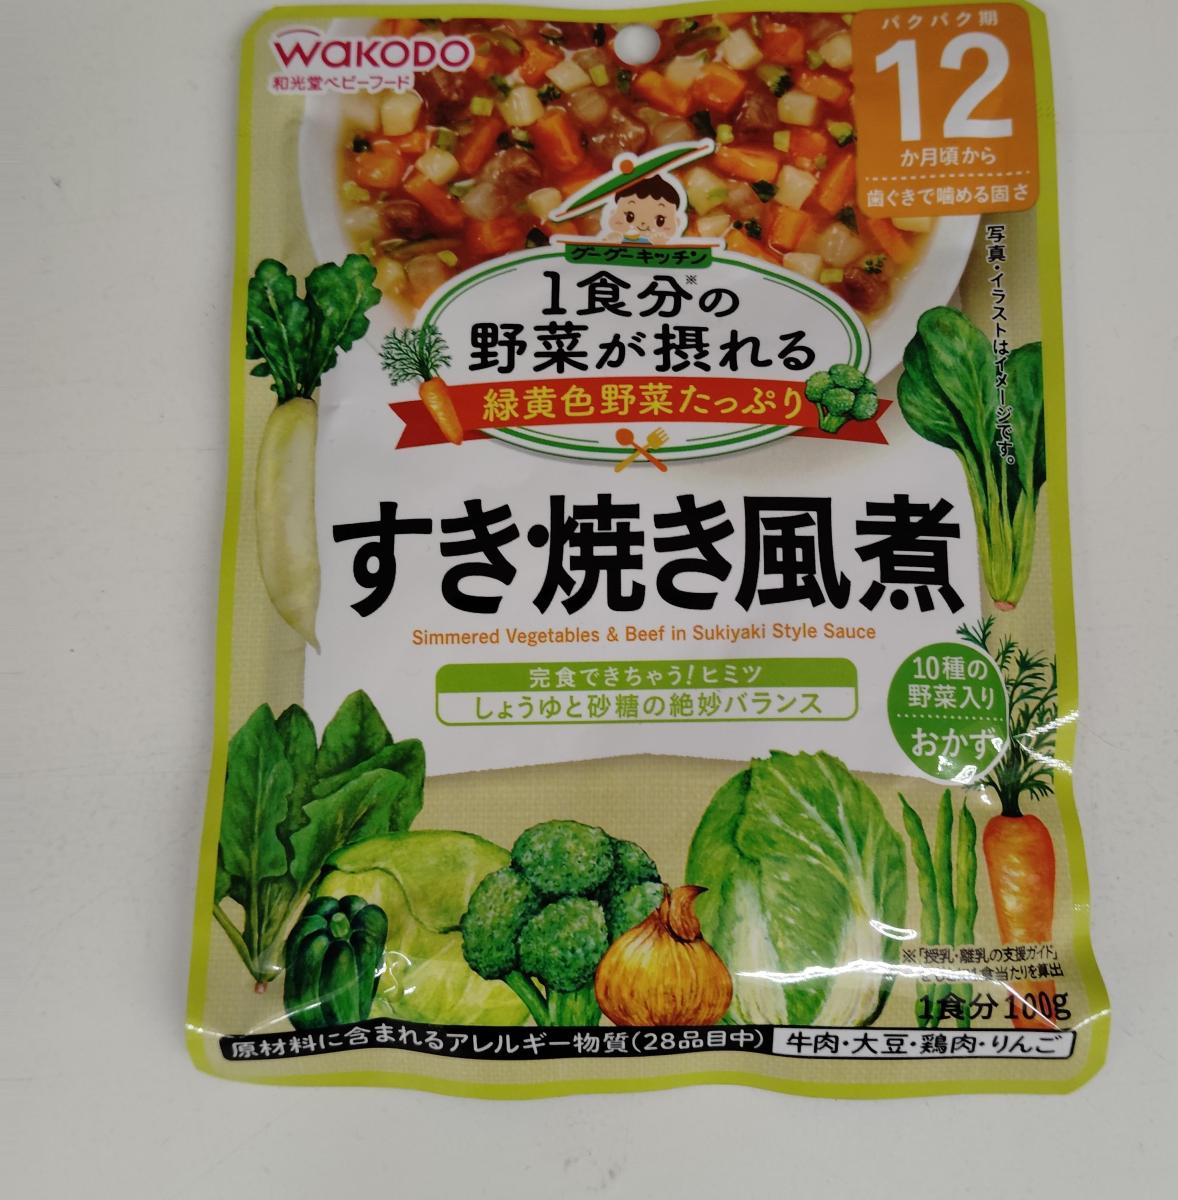 WAKODO
和光堂ベビーフード
パクパク期
12
か月頃から
歯ぐきで噛める固さ
写真・イラストはイメージです。
グーグーキッチン
1食分※の
野菜が摂れる
緑黄色野菜たっぷり
すき焼き風煮
Simmered Vegetables & Beef in Sukiyaki Style Sauce
完食できちゃう!ヒミツ
しょうゆと砂糖の絶妙バランス
10種の
野菜入り
おかず
※「授乳・離乳の支援ガイド」
1食当たりを算出
1食分100g
原材料に含まれるアレルギー物質(28品目中) 牛肉・大豆・鶏肉・りんご